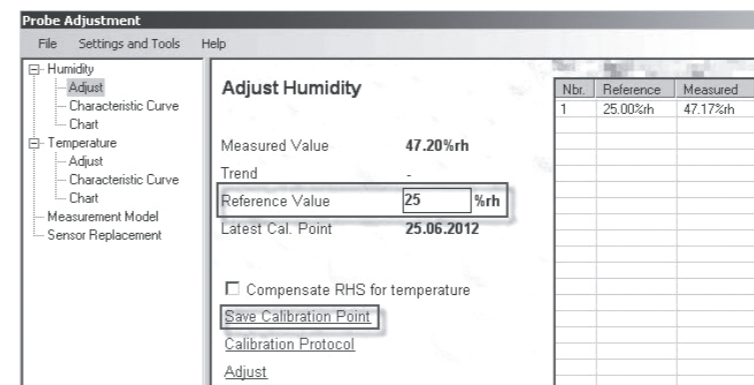 Probe Adjustment
File Settings and Tools Help
Humidity
Adjust
Characteristic Curve
Chart
Temperature
Adjust
Characteristic Curve
Chart
Measurement Model
Sensor Replacement
Adjust Humidity
Measured Value 47.20%rh
Trend -
Reference Value 25 %rh
Latest Cal. Point 25.06.2012
Compensate RHS for temperature
Save Calibration Point
Calibration Protocol
Adjust
Nbr. Reference Measured
1 25.00%rh 47.17%rh